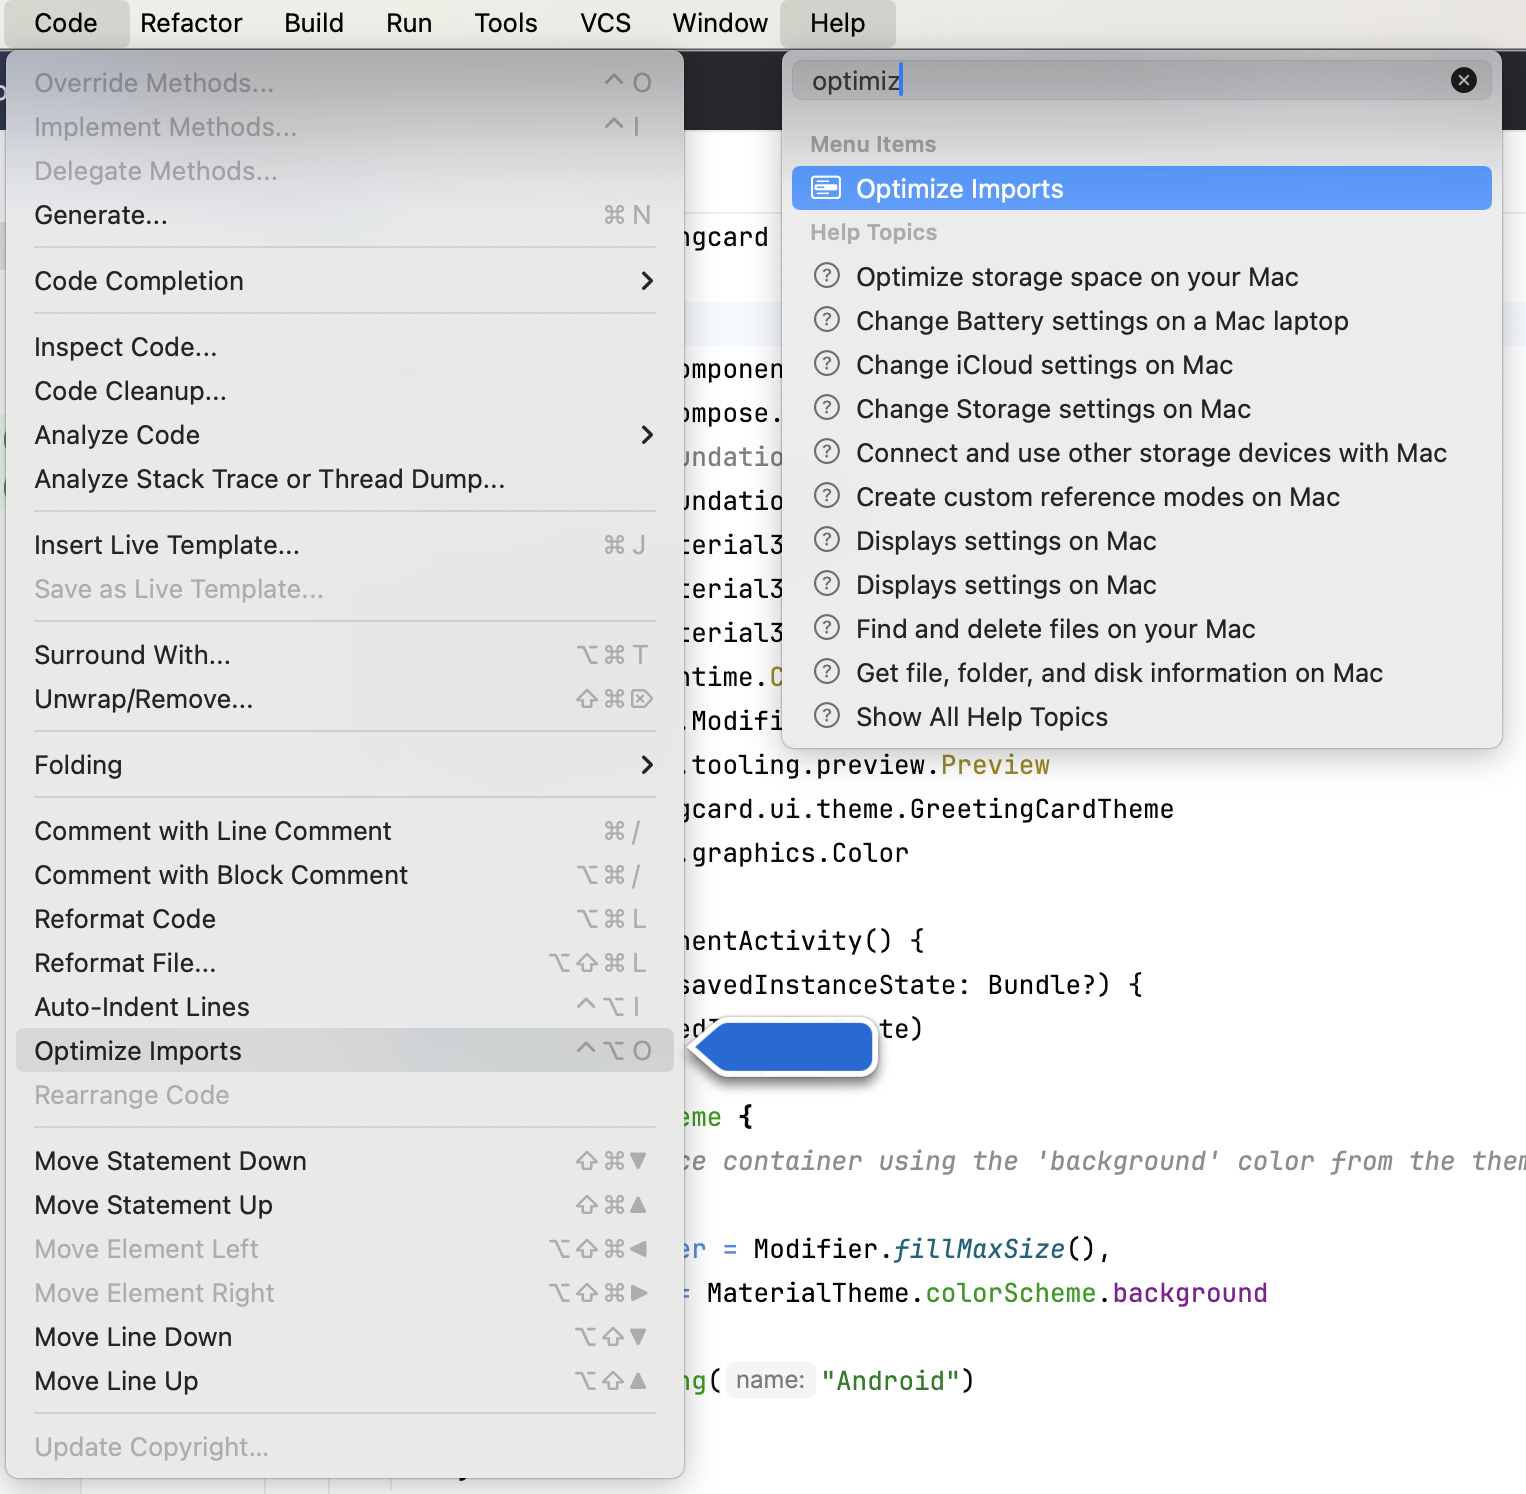 Code Refactor Build Run Tools VCS Window Help
Override Methods... ^ O
Implement Methods... ^ I
Delegate Methods...
Generate... ⌘ N
Code Completion
Inspect Code...
Code Cleanup...
Analyze Code
Analyze Stack Trace or Thread Dump...
Insert Live Template... ⌘ J
Save as Live Template...
Surround With... ⌥ ⌘ T
Unwrap/Remove... ⇧ ⌘ ⌦
Folding
Comment with Line Comment ⌘ /
Comment with Block Comment ⌥ ⌘ /
Reformat Code ⌥ ⌘ L
Reformat File... ⌥ ⇧ ⌘ L
Auto-Indent Lines ^ ⌥ I
Optimize Imports ^ ⌥ O
Rearrange Code
Move Statement Down ⇧ ⌘ ▼
Move Statement Up ⇧ ⌘ ▲
Move Element Left ⌥ ⇧ ⌘ ◀
Move Element Right ⌥ ⇧ ⌘ ▶
Move Line Down ⌥ ⇧ ▼
Move Line Up ⌥ ⇧ ▲
Update Copyright...
optimiz
Menu Items
Optimize Imports
Help Topics
Optimize storage space on your Mac
Change Battery settings on a Mac laptop
Change iCloud settings on Mac
Change Storage settings on Mac
Connect and use other storage devices with Mac
Create custom reference modes on Mac
Displays settings on Mac
Displays settings on Mac
Find and delete files on your Mac
Get file, folder, and disk information on Mac
Show All Help Topics
ngcard
omponen
ompose.
undatio
undatio
terial3
terial3
terial3
ntime.C
.Modifi
.tooling.preview.Preview
gcard.ui.theme.GreetingCardTheme
.graphics.Color
nentActivity() {
savedInstanceState: Bundle?) {
te)
eme {
ce container using the 'background' color from the them
er = Modifier.fillMaxSize(),
= MaterialTheme.colorScheme.background
ng( name: "Android")